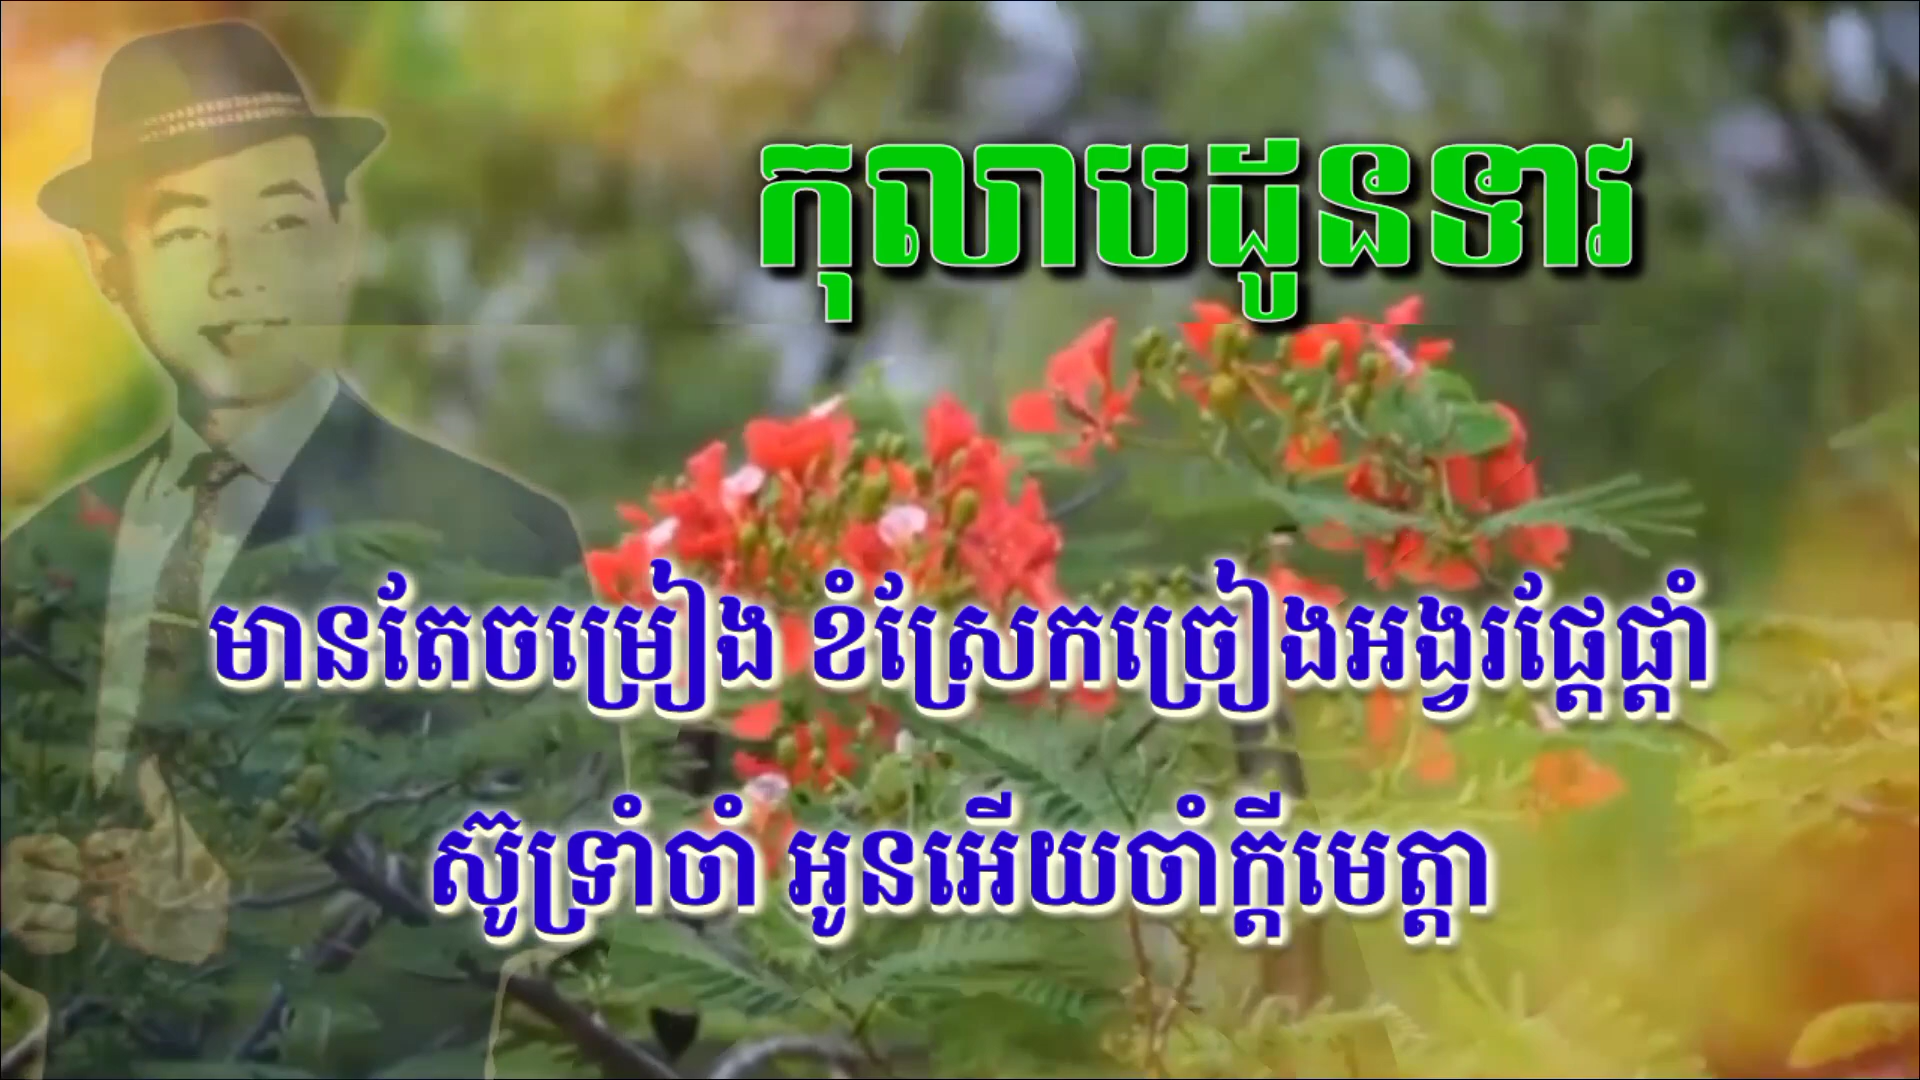 កុលាបដូនទាវ
មានតែចម្រៀង ខំស្រែកច្រៀងអង្វរផ្ដែផ្ដាំ
ស៊ូទ្រាំចាំ អូនអើយចាំក្ដីមេត្តា